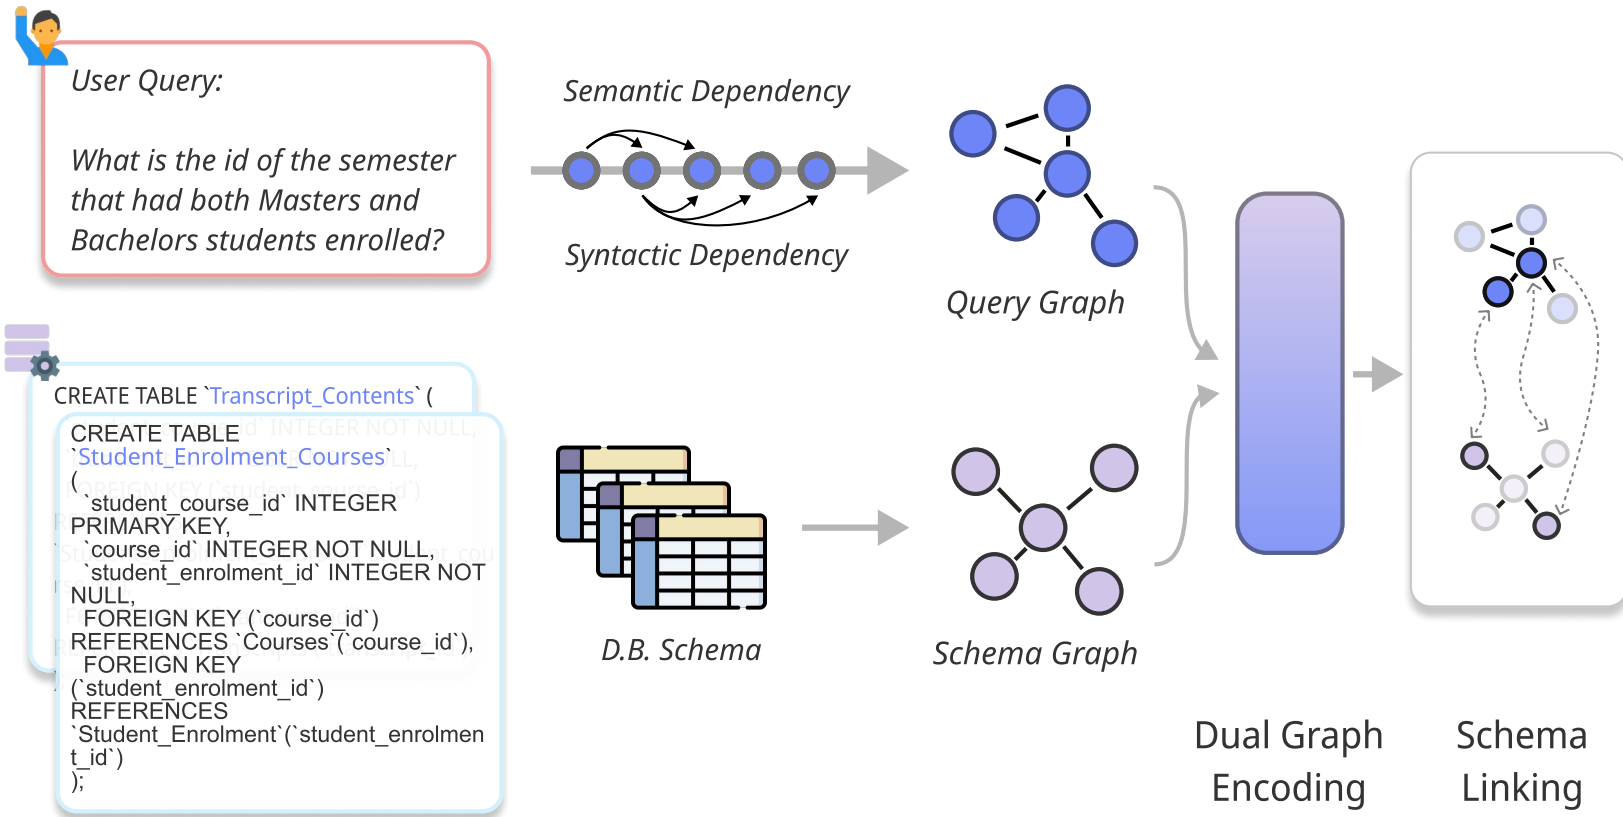 User Query:
What is the id of the semester
that had both Masters and
Bachelors students enrolled?
Semantic Dependency
Syntactic Dependency
Query Graph
CREATE TABLE `Transcript_Contents` (
CREATE TABLE
`Student_Enrolment_Courses`
(
`student_course_id` INTEGER
PRIMARY KEY,
`course_id` INTEGER NOT NULL,
`student_enrolment_id` INTEGER NOT
NULL,
FOREIGN KEY (`course_id`)
REFERENCES `Courses`(`course_id`),
FOREIGN KEY
(`student_enrolment_id`)
REFERENCES
`Student_Enrolment`(`student_enrolmen
t_id`)
);
D.B. Schema
Schema Graph
Dual Graph
Encoding
Schema
Linking